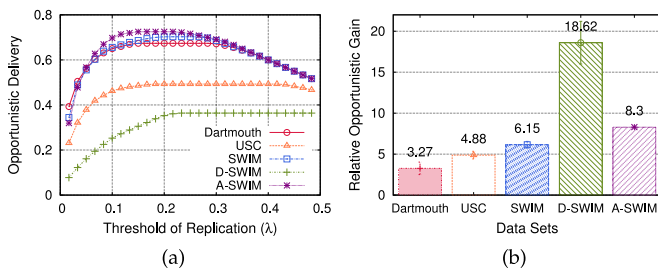 Opportunistic Delivery
0.8
0.6
0.4
0.2
0
0 0.1 0.2 0.3 0.4 0.5
Threshold of Replication (λ)
Dartmouth
USC
SWIM
D-SWIM
A-SWIM
(a)
Relative Opportunistic Gain
20
15
10
5
0
3.27
4.88
6.15
18.62
8.3
Dartmouth USC SWIM D-SWIM A-SWIM
Data Sets
(b)